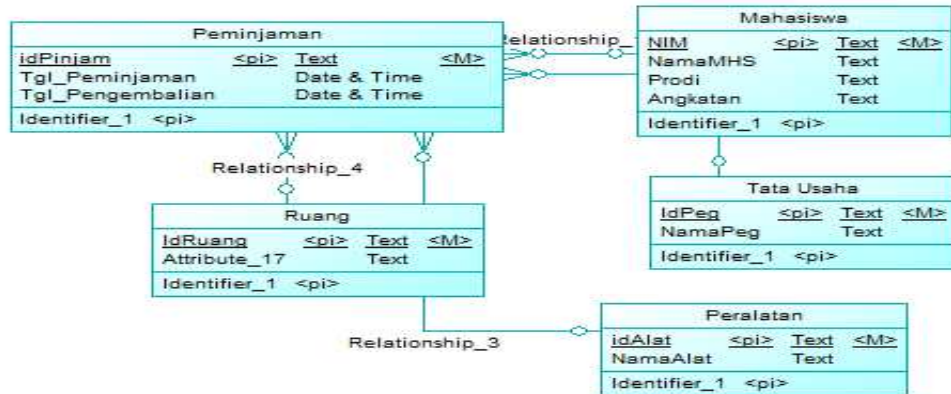 Peminjaman
idPinjam <pi> Text <M>
Tgl_Peminjaman Date & Time
Tgl_Pengembalian Date & Time
Identifier_1 <pi>
Relationship_
Mahasiswa
NIM <pi> Text <M>
NamaMHS Text
Prodi Text
Angkatan Text
Identifier_1 <pi>
Relationship_4
Ruang
IdRuang <pi> Text <M>
Attribute_17 Text
Identifier_1 <pi>
Tata Usaha
IdPeg <pi> Text <M>
NamaPeg Text
Identifier_1 <pi>
Relationship_3
Peralatan
idAlat <pi> Text <M>
NamaAlat Text
Identifier_1 <pi>